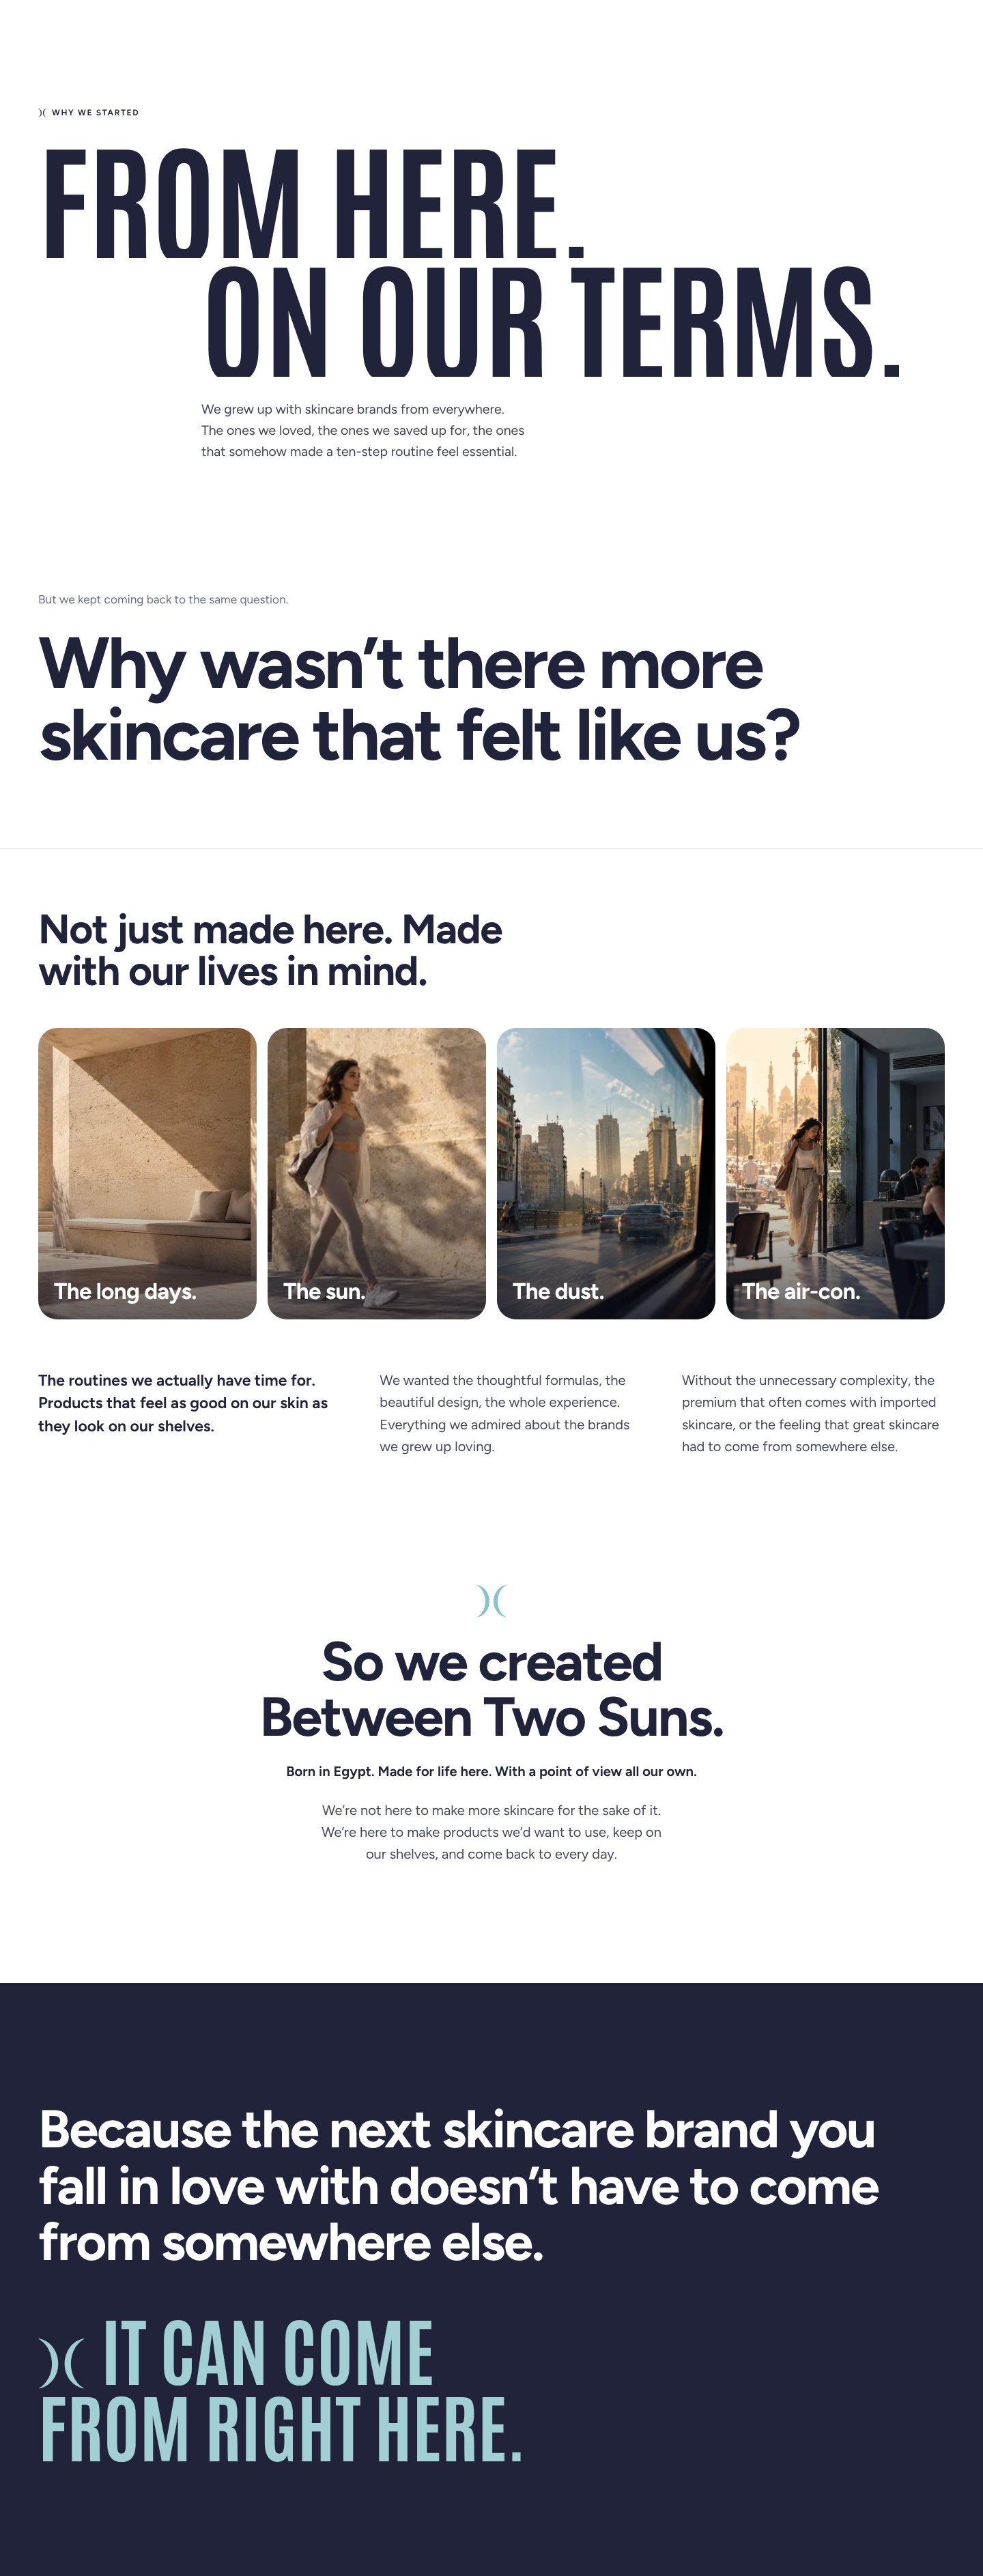 WHY WE STARTED
FROM HERE.
ON OUR TERMS.
We grew up with skincare brands from everywhere.
The ones we loved, the ones we saved up for, the ones
that somehow made a ten-step routine feel essential.
But we kept coming back to the same question.
Why wasn’t there more
skincare that felt like us?
Not just made here. Made
with our lives in mind.
The long days.
The sun.
The dust.
The air-con.
The routines we actually have time for.
Products that feel as good on our skin as
they look on our shelves.
We wanted the thoughtful formulas, the
beautiful design, the whole experience.
Everything we admired about the brands
we grew up loving.
Without the unnecessary complexity, the
premium that often comes with imported
skincare, or the feeling that great skincare
had to come from somewhere else.
So we created
Between Two Suns.
Born in Egypt. Made for life here. With a point of view all our own.
We’re not here to make more skincare for the sake of it.
We’re here to make products we’d want to use, keep on
our shelves, and come back to every day.
Because the next skincare brand you
fall in love with doesn’t have to come
from somewhere else.
IT CAN COME
FROM RIGHT HERE.